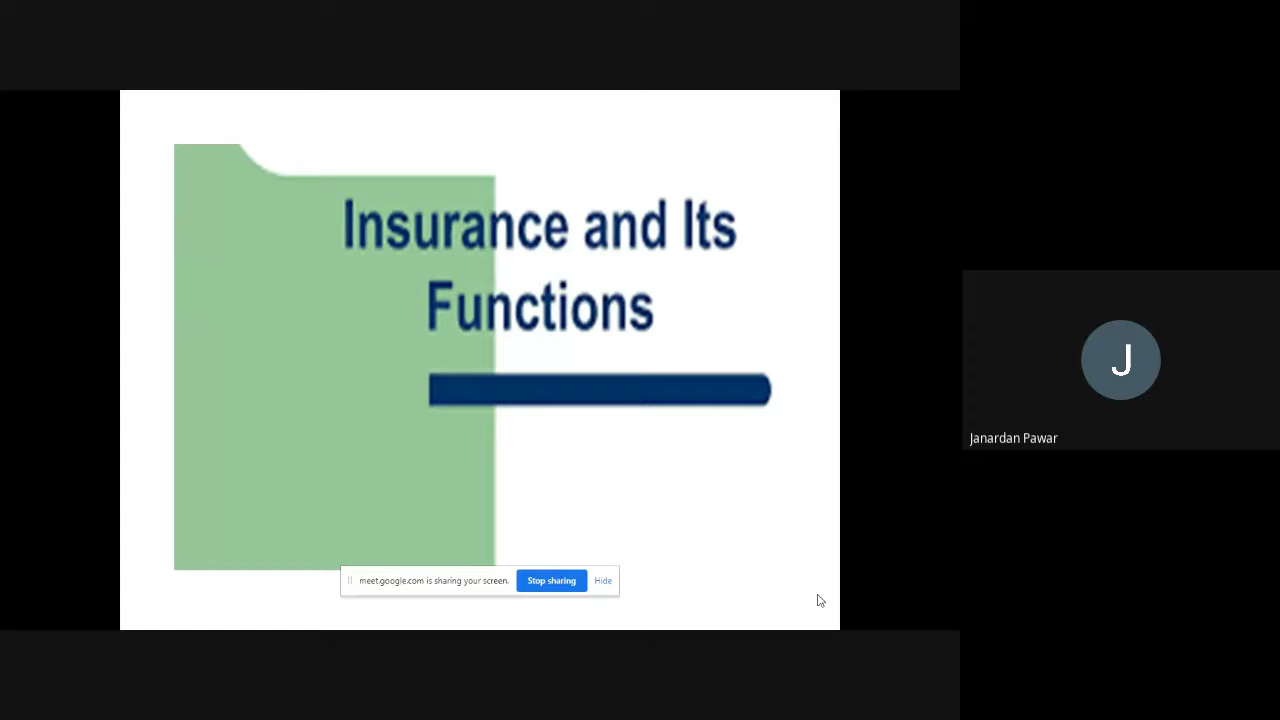 Insurance and Its
Functions
meet.google.com is sharing your screen.
Stop sharing
Hide
J
Janardan Pawar